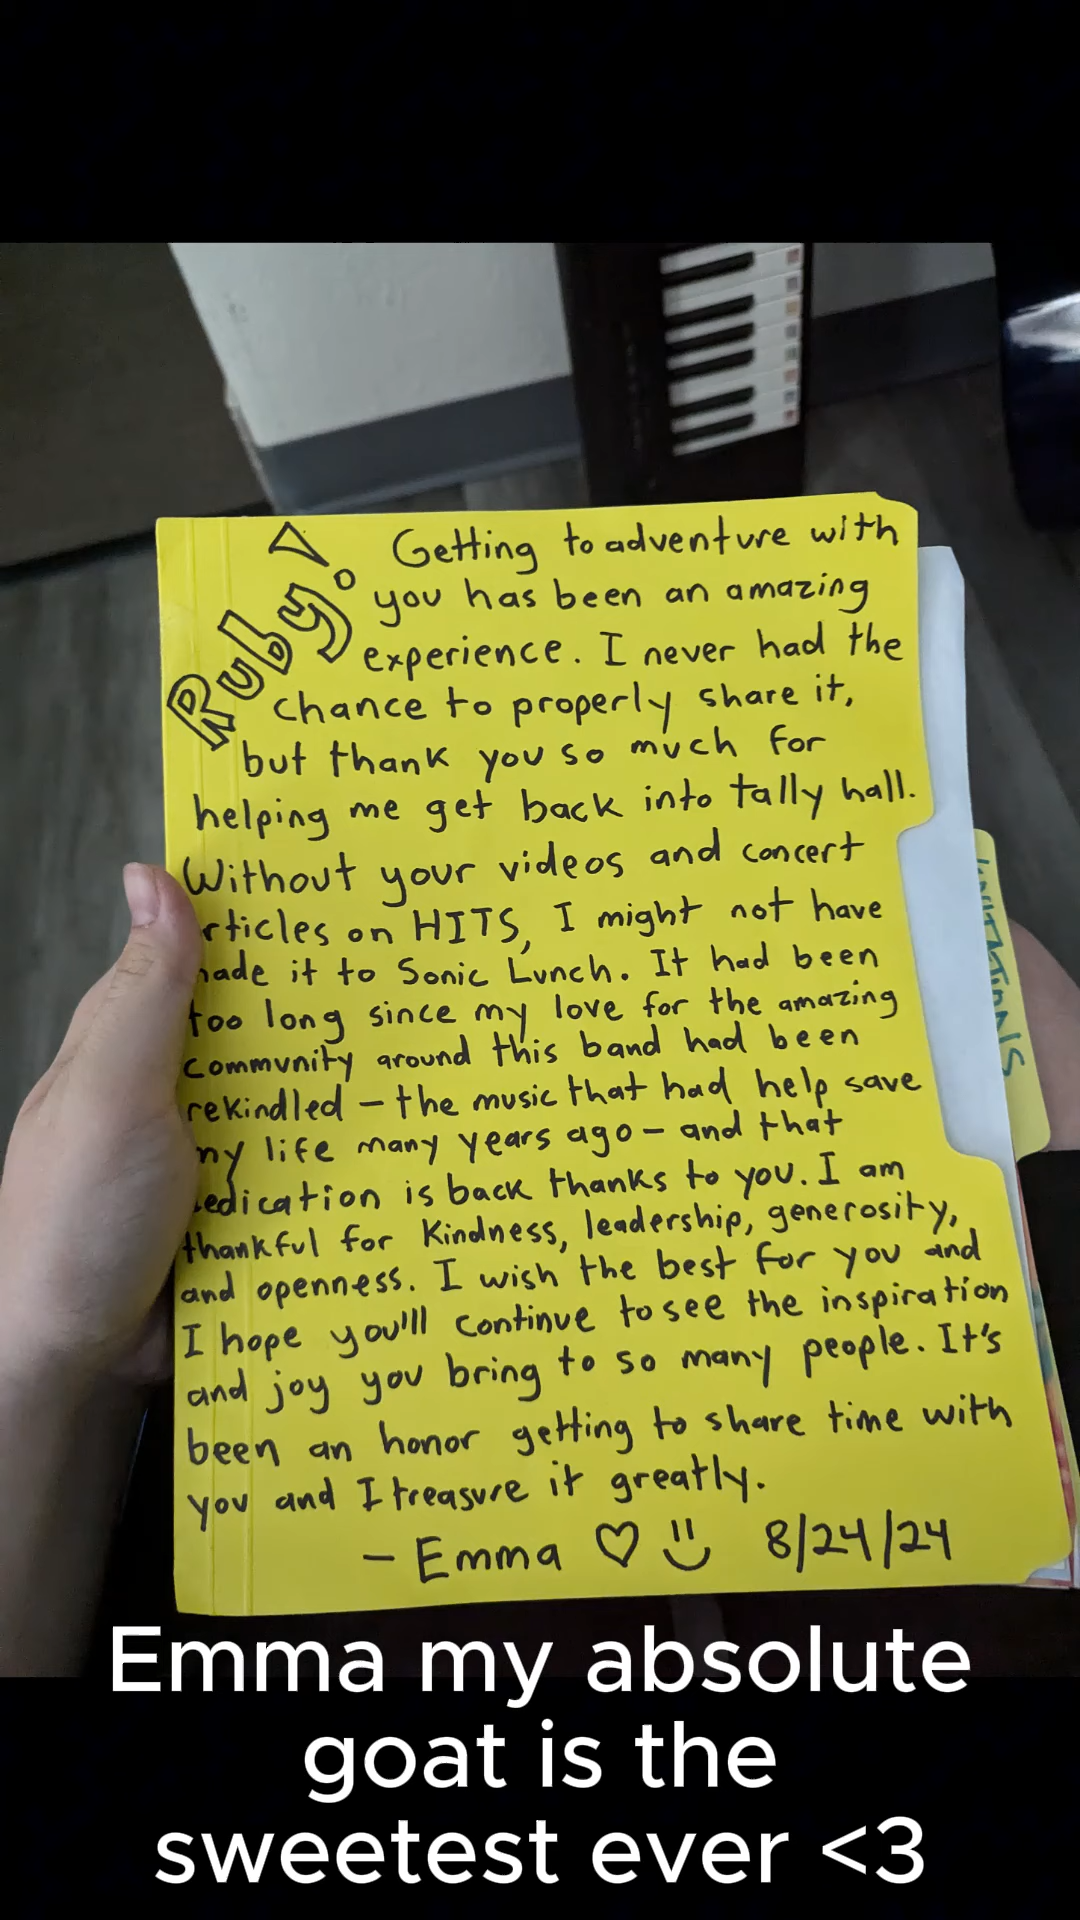 Ruby!
Getting to adventure with
you has been an amazing
experience. I never had the
chance to properly share it,
but thank you so much for
helping me get back into tally hall.
Without your videos and concert
rticles on HITS, I might not have
ade it to Sonic Lunch. It had been
too long since my love for the amazing
community around this band had been
rekindled – the music that had help save
my life many years ago – and that
edication is back thanks to you. I am
thankful for kindness, leadership, generosity,
and openness. I wish the best for you and
I hope you'll continue to see the inspiration
and joy you bring to so many people. It's
been an honor getting to share time with
you and I treasure it greatly.
– Emma ♡ 8/24/24
Emma my absolute
goat is the
sweetest ever <3